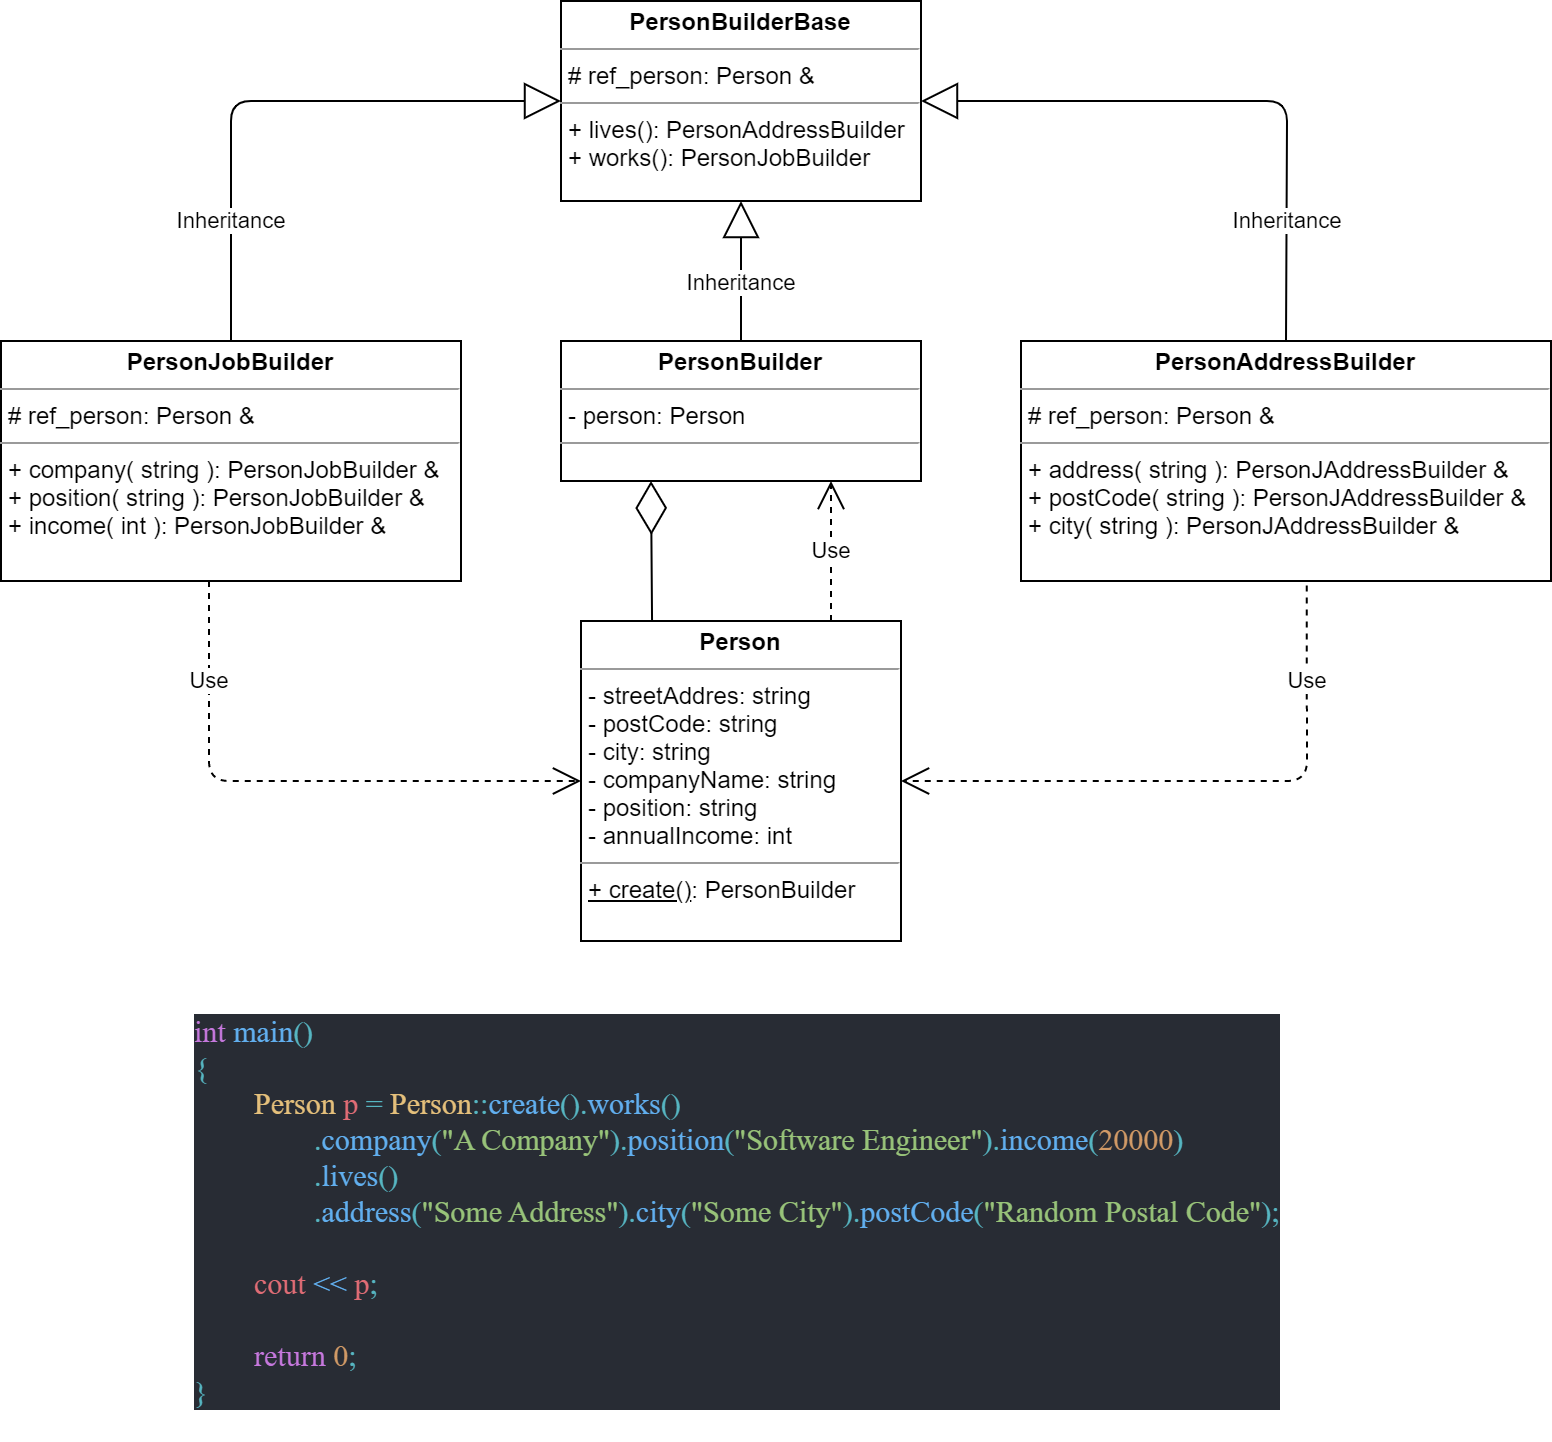 PersonBuilderBase
# ref_person: Person &
+ lives(): PersonAddressBuilder
+ works(): PersonJobBuilder
Inheritance
Inheritance
Inheritance
PersonJobBuilder
# ref_person: Person &
+ company( string ): PersonJobBuilder &
+ position( string ): PersonJobBuilder &
+ income( int ): PersonJobBuilder &
PersonBuilder
- person: Person
PersonAddressBuilder
# ref_person: Person &
+ address( string ): PersonJAddressBuilder &
+ postCode( string ): PersonJAddressBuilder &
+ city( string ): PersonJAddressBuilder &
Use
Use
Use
Person
- streetAddres: string
- postCode: string
- city: string
- companyName: string
- position: string
- annualIncome: int
+ create(): PersonBuilder
int main()
{
Person p = Person::create().works()
.company("A Company").position("Software Engineer").income(20000)
.lives()
.address("Some Address").city("Some City").postCode("Random Postal Code");
cout << p;
return 0;
}